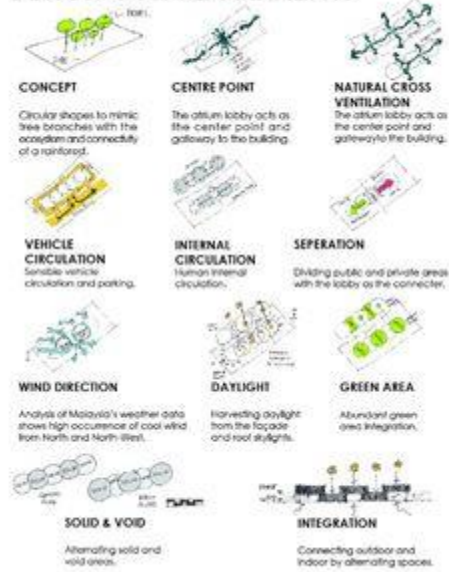 CONCEPT
Circular shapes to mimic
tree branches with the
ecosystem and connectivity
of a rainforest.
CENTRE POINT
The atrium lobby acts as
the center point and
gateway to the building.
NATURAL CROSS
VENTILATION
The atrium lobby acts as
the center point and
gatewayto the building.
VEHICLE
CIRCULATION
Sensible vehicle
circulation and parking.
INTERNAL
CIRCULATION
Human Internal
circulation.
SEPERATION
Dividing public and private areas
with the lobby as the connecter.
WIND DIRECTION
Analysis of Malaysia's weather data
shows high occurrence of cool wind
from North and North-West.
DAYLIGHT
Harvesting daylight
from the façade
and roof skylights.
GREEN AREA
Abundant green
area integration.
SOLID & VOID
Alternating solid and
void areas.
INTEGRATION
Connecting outdoor and
indoor by alternating spaces.